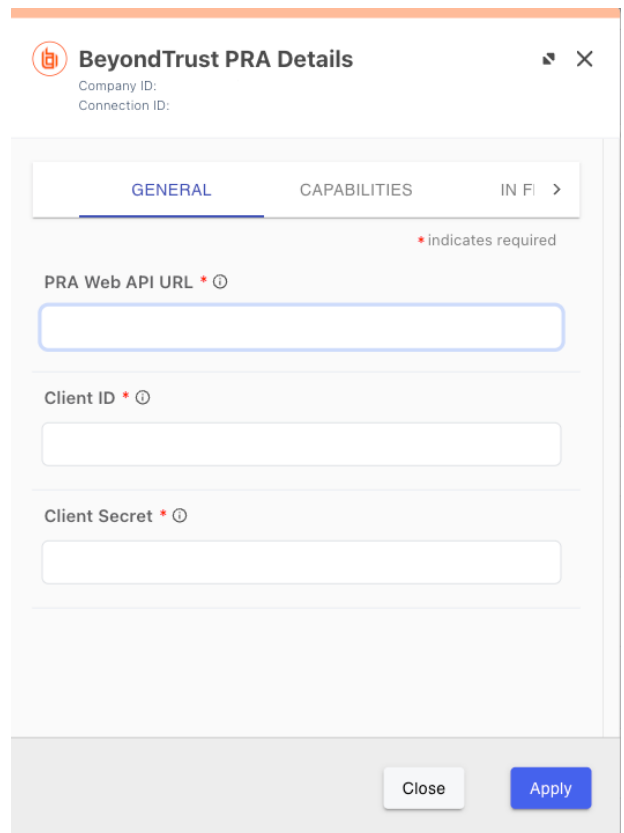 BeyondTrust PRA Details
Company ID:
Connection ID:
GENERAL CAPABILITIES IN
* indicates required
PRA Web API URL *
Client ID *
Client Secret *
Close Apply